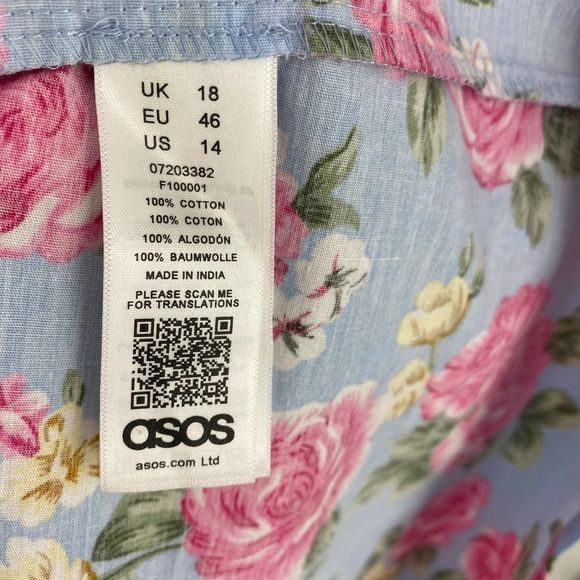 UK 18
EU 46
US 14
07203382
F100001
100% COTTON
100% COTON
100% ALGODÓN
100% BAUMWOLLE
MADE IN INDIA
PLEASE SCAN ME
FOR TRANSLATIONS
asos
asos.com Ltd